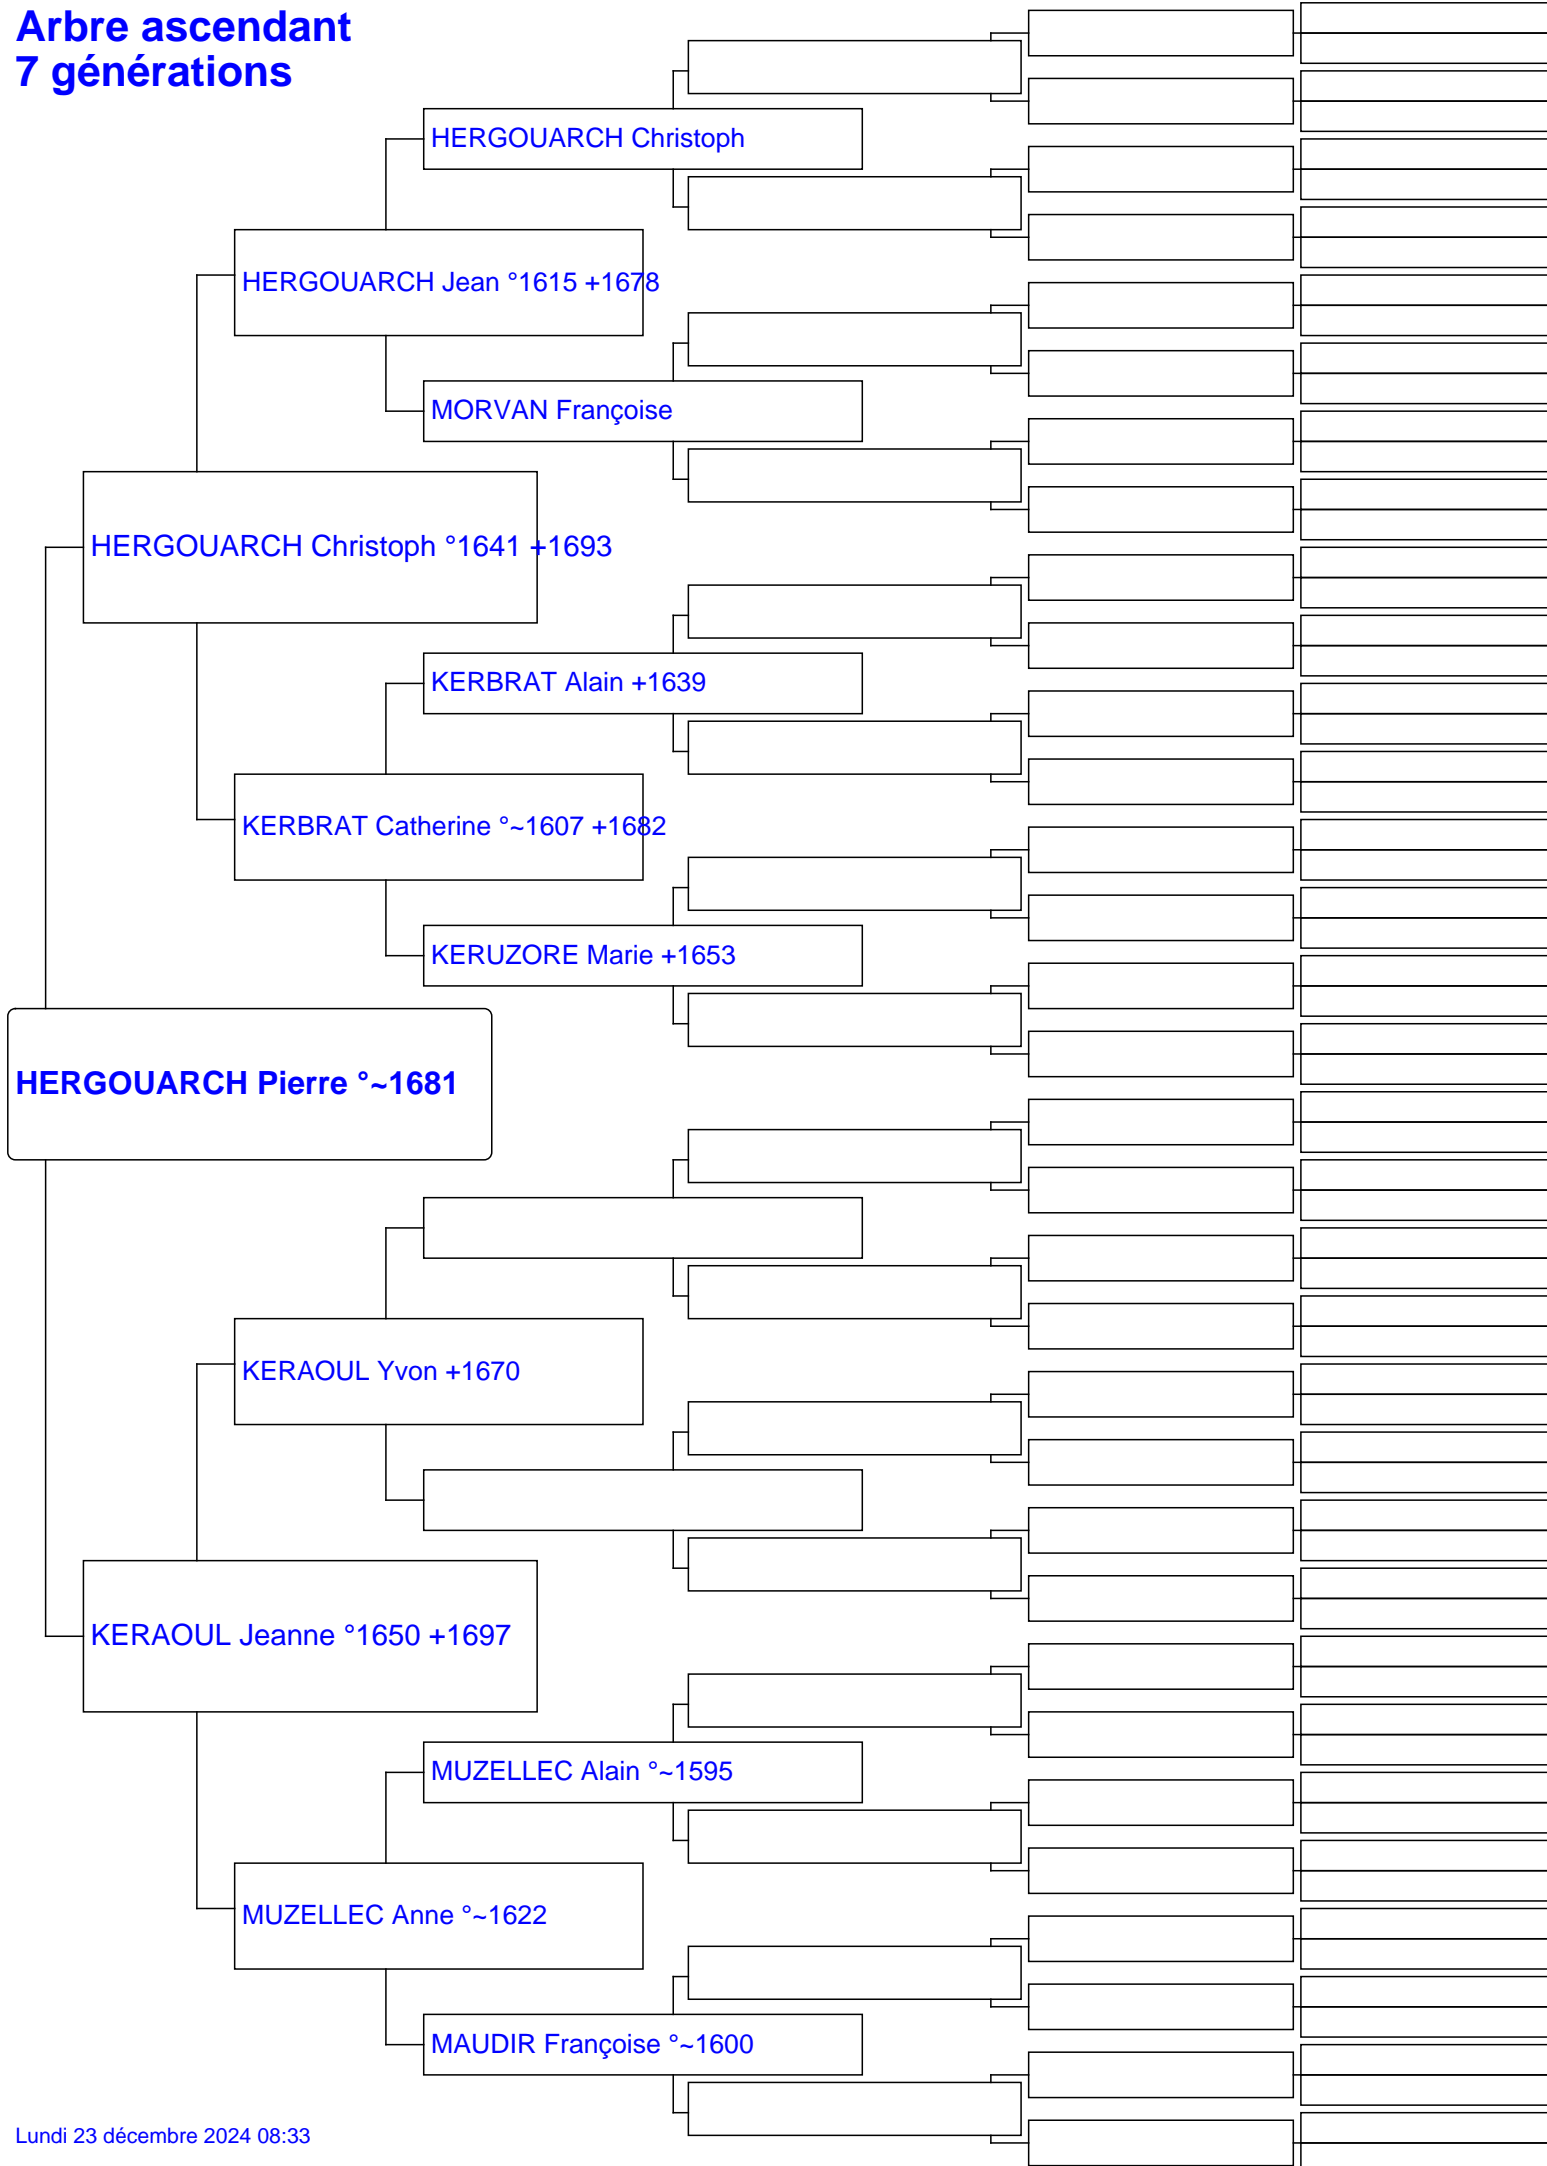 Arbre ascendant
7 générations
HERGOUARCH Christoph
HERGOUARCH Jean °1615 +1678
MORVAN Françoise
HERGOUARCH Christoph °1641 +1693
KERBRAT Alain +1639
KERBRAT Catherine °~1607 +1682
KERUZORE Marie +1653
HERGOUARCH Pierre °~1681
KERAOUL Yvon +1670
KERAOUL Jeanne °1650 +1697
MUZELLEC Alain °~1595
MUZELLEC Anne °~1622
MAUDIR Françoise °~1600
Lundi 23 décembre 2024 08:33